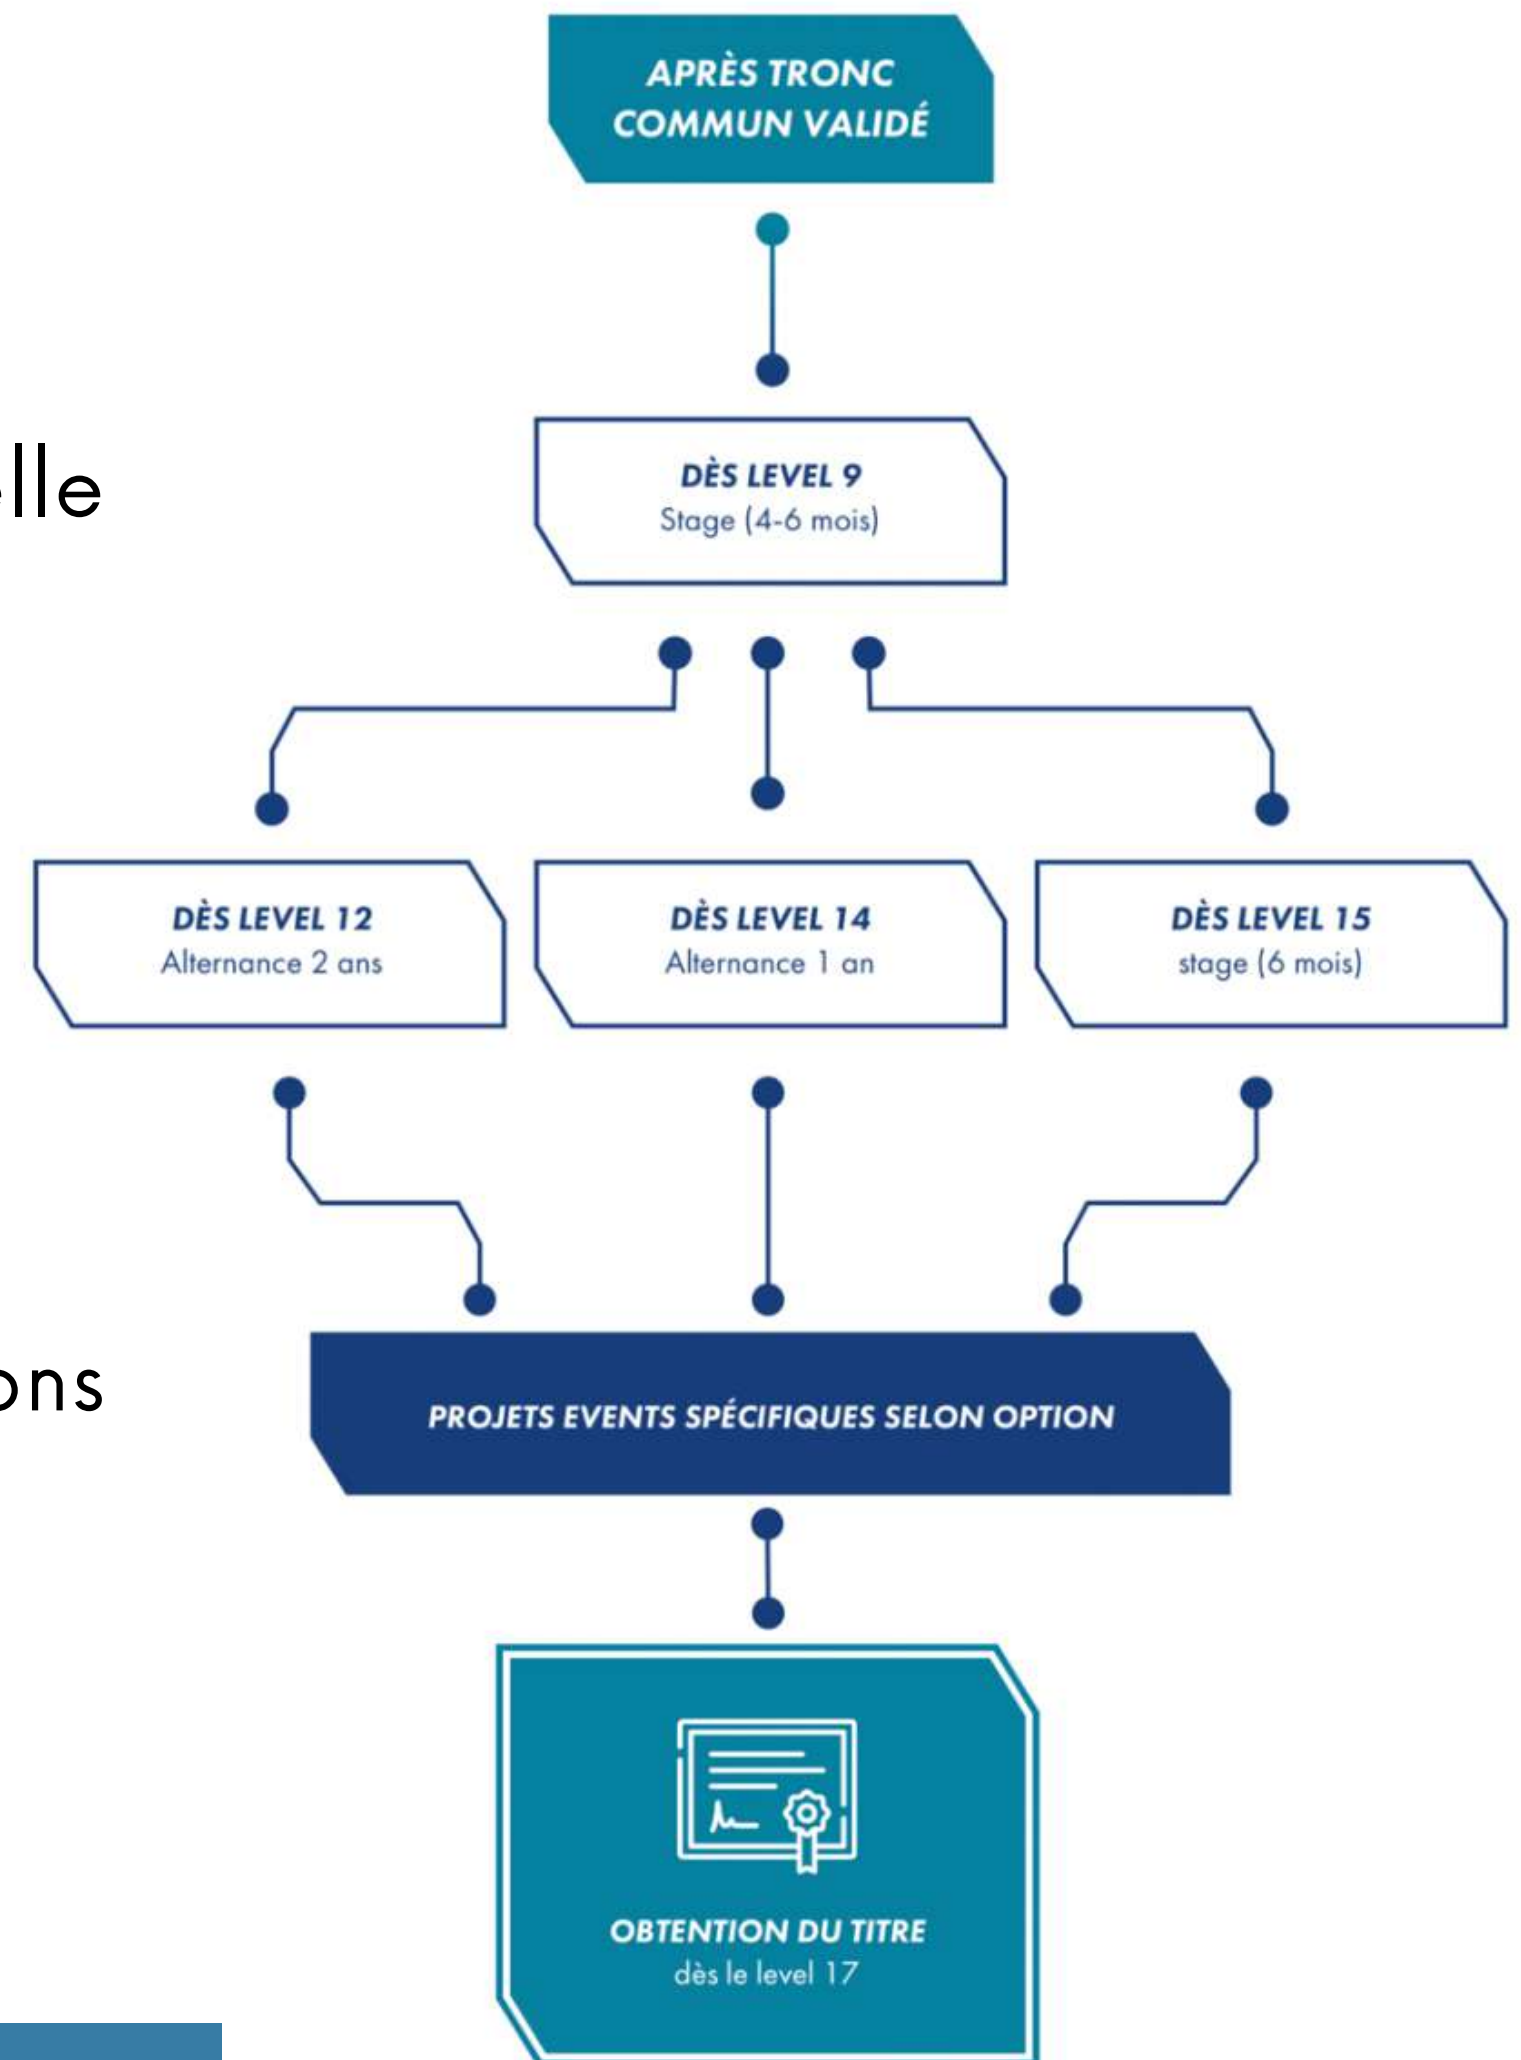 APRÈS TRONC
COMMUN VALIDÉ
elle
DÈS LEVEL 9
Stage (4-6 mois)
DÈS LEVEL 12
Alternance 2 ans
DÈS LEVEL 14
Alternance 1 an
DÈS LEVEL 15
stage (6 mois)
ons
PROJETS EVENTS SPÉCIFIQUES SELON OPTION
OBTENTION DU TITRE
dès le level 17